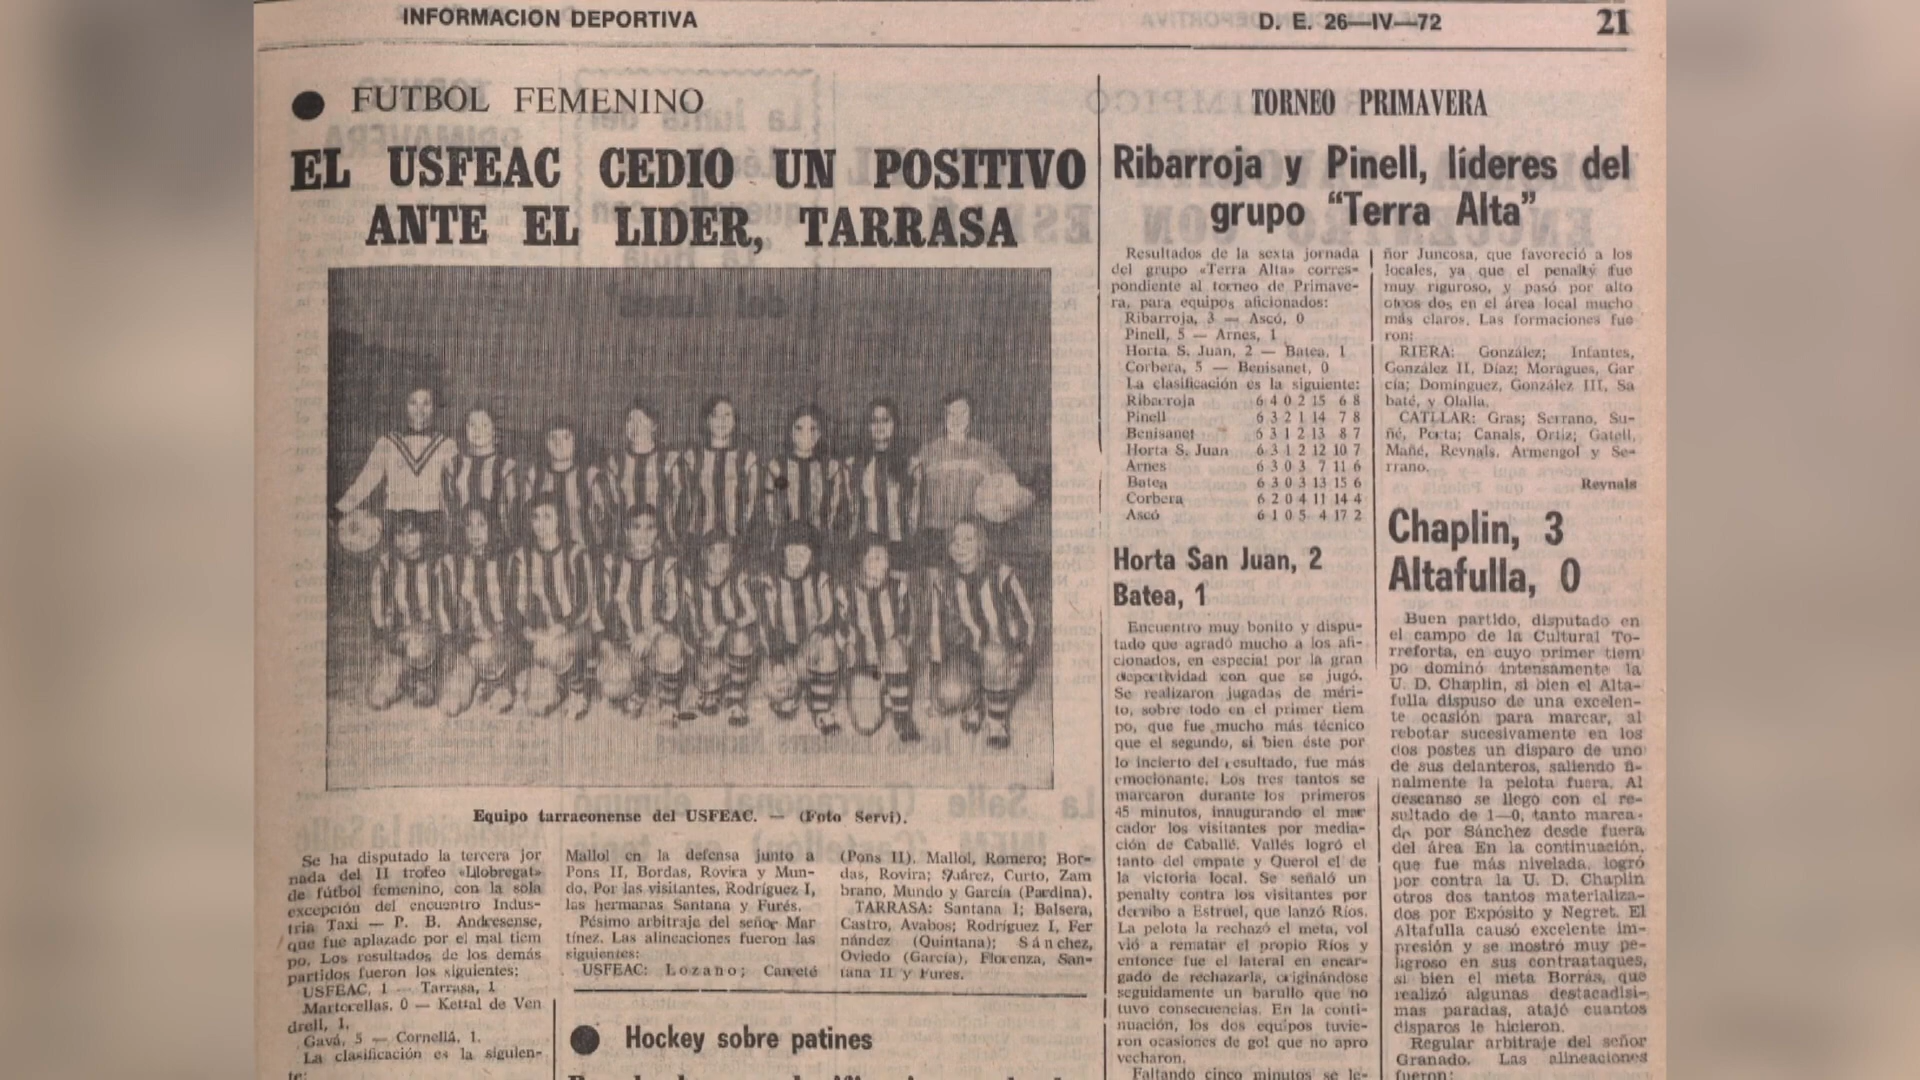 INFORMACION DEPORTIVA
D. E. 26—IV—72
21
FUTBOL FEMENINO
EL USFEAC CEDIO UN POSITIVO
ANTE EL LIDER, TARRASA
Equipo tarraconense del USFEAC. — (Foto Servi).
Se ha disputado la tercera jor
nada del II trofeo «Llobregat»
de fútbol femenino, con la sola
excepción del encuentro Indus-
tria Taxi — P. B. Andresense,
que fue aplazado por el mal tiem
po. Los resultados de los demás
partidos fueron los siguientes:
USFEAC, 1 — Tarrasa, 1
Martorellas, 0 — Kettal de Ven
drell, 1,
Gavá, 5 — Cornellá, 1.
La clasificación es la siguien-
te:
Mallol en la defensa junto a
Pons II, Bordas, Rovira y Mun-
do, Por las visitantes, Rodríguez I,
las hermanas Santana y Furés.
Pésimo arbitraje del señor Mar
tínez. Las alineaciones fueron las
siguientes:
USFEAC: Lozano; Cañeté
(Pons II). Mallol, Romero; Bor-
das, Rovira; Suárez, Curto, Zam
brano, Mundo y García (Pardina).
TARRASA: Santana I; Balsera,
Castro, Avabos; Rodríguez I, Fer
nández (Quintana); Sánchez,
Oviedo (García), Florenza, San-
tana II y Fures.
Hockey sobre patines
TORNEO PRIMAVERA
Ribarroja y Pinell, líderes del
grupo “Terra Alta”
Resultados de la sexta jornada
del grupo «Terra Alta» corres-
pondiente al torneo de Primave-
ra, para equipos aficionados:
Ribarroja, 3 — Ascó, 0
Pinell, 5 — Arnes, 1
Horta S. Juan, 2 — Batea, 1
Corbera, 5 — Benisanet, 0
La clasificación es la siguiente:
Ribarroja 6 4 0 2 15 6 8
Pinell 6 3 2 1 14 7 8
Benisanet 6 3 1 2 13 8 7
Horta S. Juan 6 3 1 2 12 10 7
Arnes 6 3 0 3 7 11 6
Batea 6 3 0 3 13 15 6
Corbera 6 2 0 4 11 14 4
Ascó 6 1 0 5 4 17 2
Horta San Juan, 2
Batea, 1
Encuentro muy bonito y dispu-
tado que agradó mucho a los afi-
cionados, en especial por la gran
deportividad con que se jugó.
Se realizaron jugadas de méri-
to, sobre todo en el primer tiem
po, que fue mucho más técnico
que el segundo, si bien éste por
lo incierto del resultado, fue más
emocionante. Los tres tantos se
marcaron durante los primeros
45 minutos, inaugurando el mar
cador los visitantes por media-
ción de Caballé. Vallés logró el
tanto del empate y Querol el de
la victoria local. Se señaló un
penalty contra los visitantes por
derribo a Estruel, que lanzó Ríos.
La pelota la rechazó el meta, vol
vió a rematar el propio Ríos y
entonces fue el lateral en encar-
gado de rechazarla, originándose
seguidamente un barullo que no
tuvo consecuencias. En la conti-
nuación, los dos equipos tuvie-
ron ocasiones de gol que no apro
vecharon.
Faltando cinco minutos se le-
ñor Juncosa, que favoreció a los
locales, ya que el penalty fue
muy riguroso, y pasó por alto
otros dos en el área local mucho
más claros. Las formaciones fue
ron:
RIERA: González; Infantes,
González II, Díaz; Moragues, Gar
cía; Domínguez, González III, Sa
baté, y Olalla.
CATLLAR: Gras; Serrano, Su-
ñé, Porta; Canals, Ortiz; Gatell,
Mañé, Reynals, Armengol y Se-
rrano.
Reynals
Chaplin, 3
Altafulla, 0
Buen partido, disputado en
el campo de la Cultural To-
rreforta, en cuyo primer tiem
po dominó intensamente la
U. D. Chaplin, si bien el Alta-
fulla dispuso de una excelen-
te ocasión para marcar, al
rebotar sucesivamente en los
dos postes un disparo de uno
de sus delanteros, saliendo fi-
nalmente la pelota fuera. Al
descanso se llegó con el re-
sultado de 1—0, tanto marca-
do por Sánchez desde fuera
del área En la continuación,
que fue más nivelada, logró
por contra la U. D. Chaplin
otros dos tantos materializa-
dos por Expósito y Negret. El
Altafulla causó excelente im-
presión y se mostró muy pe-
ligroso en sus contraataques,
si bien el meta Borrás, que
realizó algunas destacadísi-
mas paradas, atajó cuantos
disparos le hicieron.
Regular arbitraje del señor
Granado. Las alineaciones
fueron: